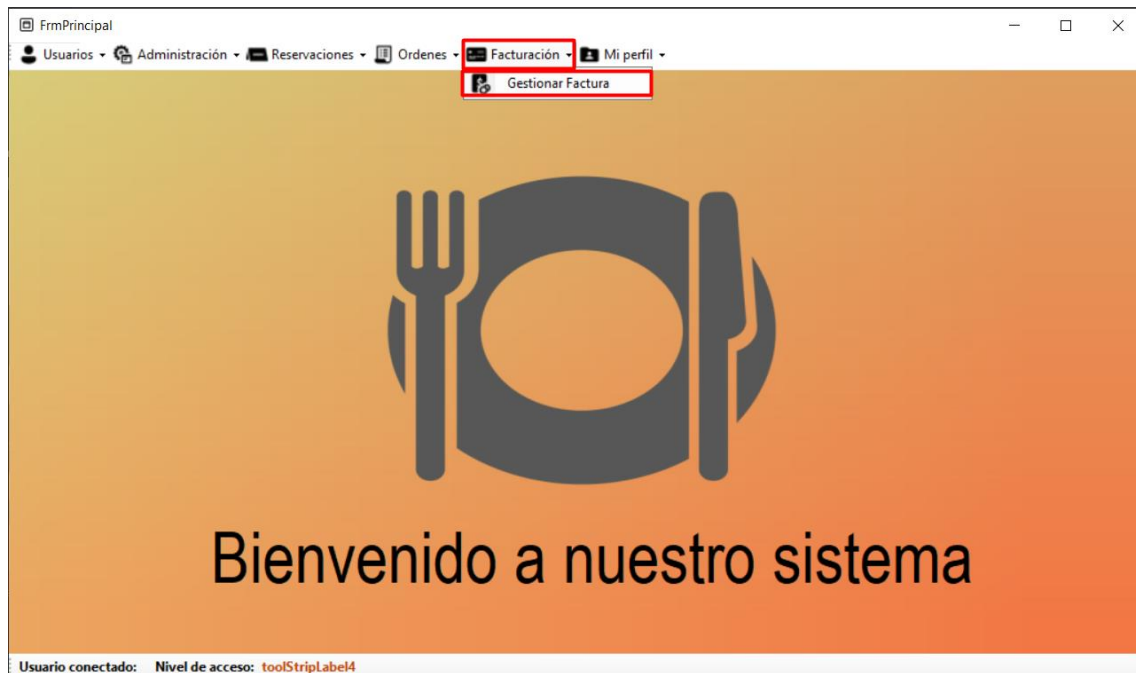 FrmPrincipal
Usuarios Administración Reservaciones Ordenes Facturación Mi perfil
Gestionar Factura
Bienvenido a nuestro sistema
Usuario conectado: Nivel de acceso: toolStripLabel4